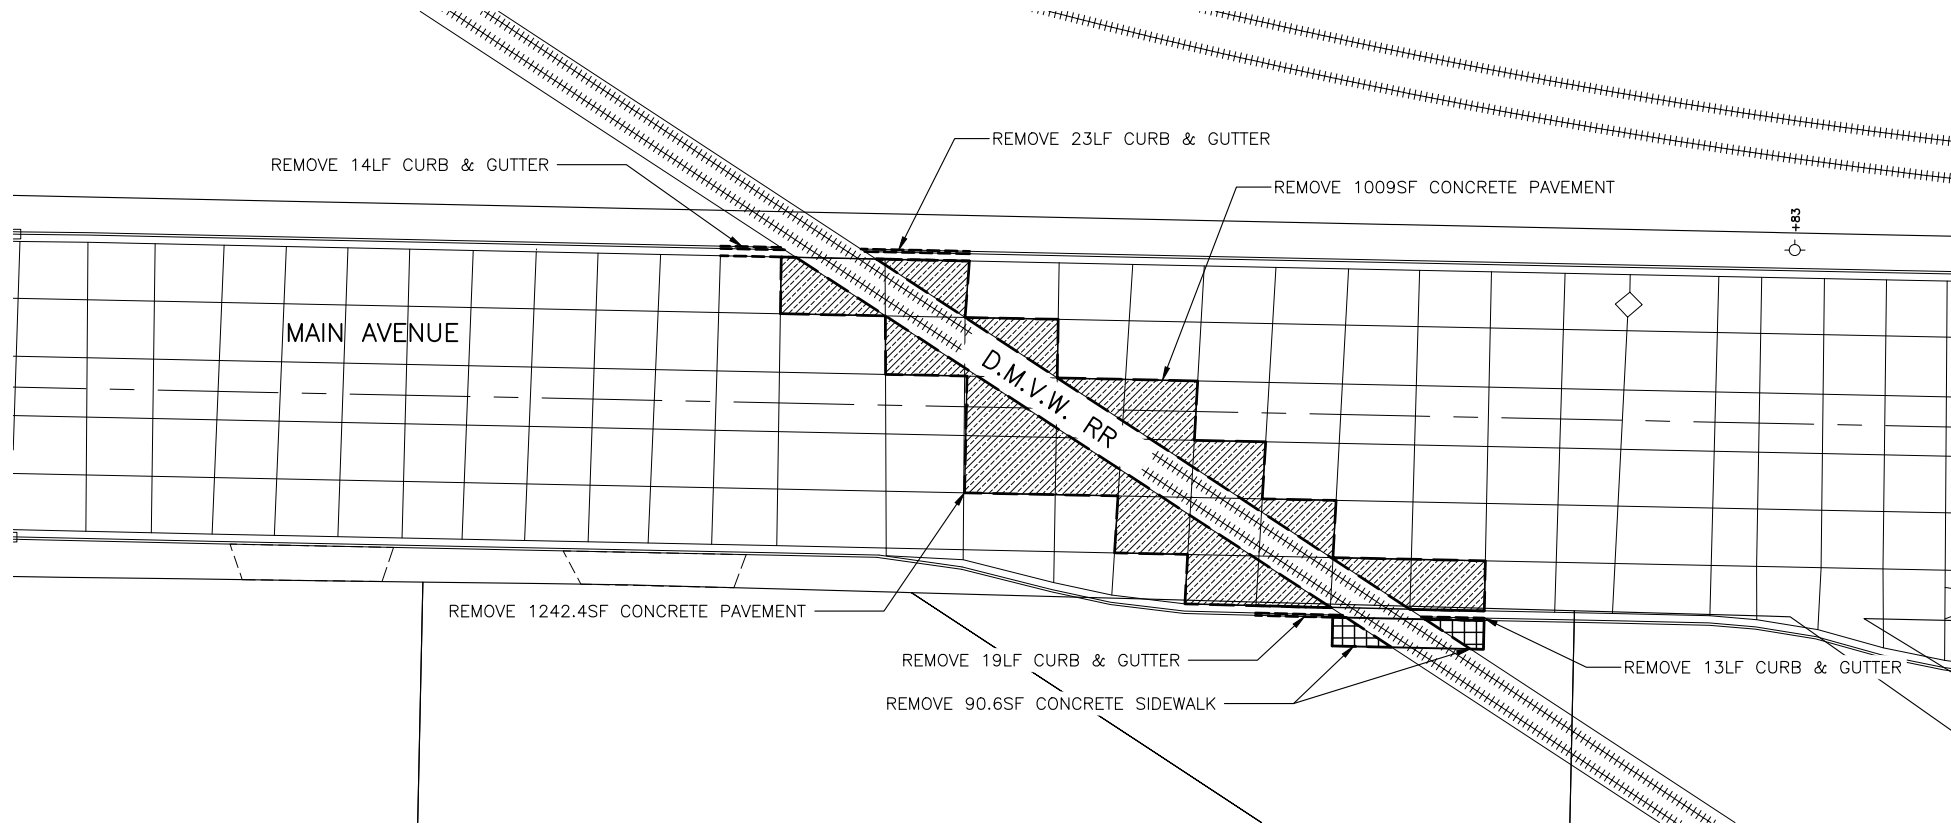 REMOVE 23LF CURB & GUTTER
REMOVE 14LF CURB & GUTTER
REMOVE 1009SF CONCRETE PAVEMENT
+83
MAIN AVENUE
D.M.V.W. RR
REMOVE 1242.4SF CONCRETE PAVEMENT
REMOVE 19LF CURB & GUTTER
REMOVE 13LF CURB & GUTTER
REMOVE 90.6SF CONCRETE SIDEWALK